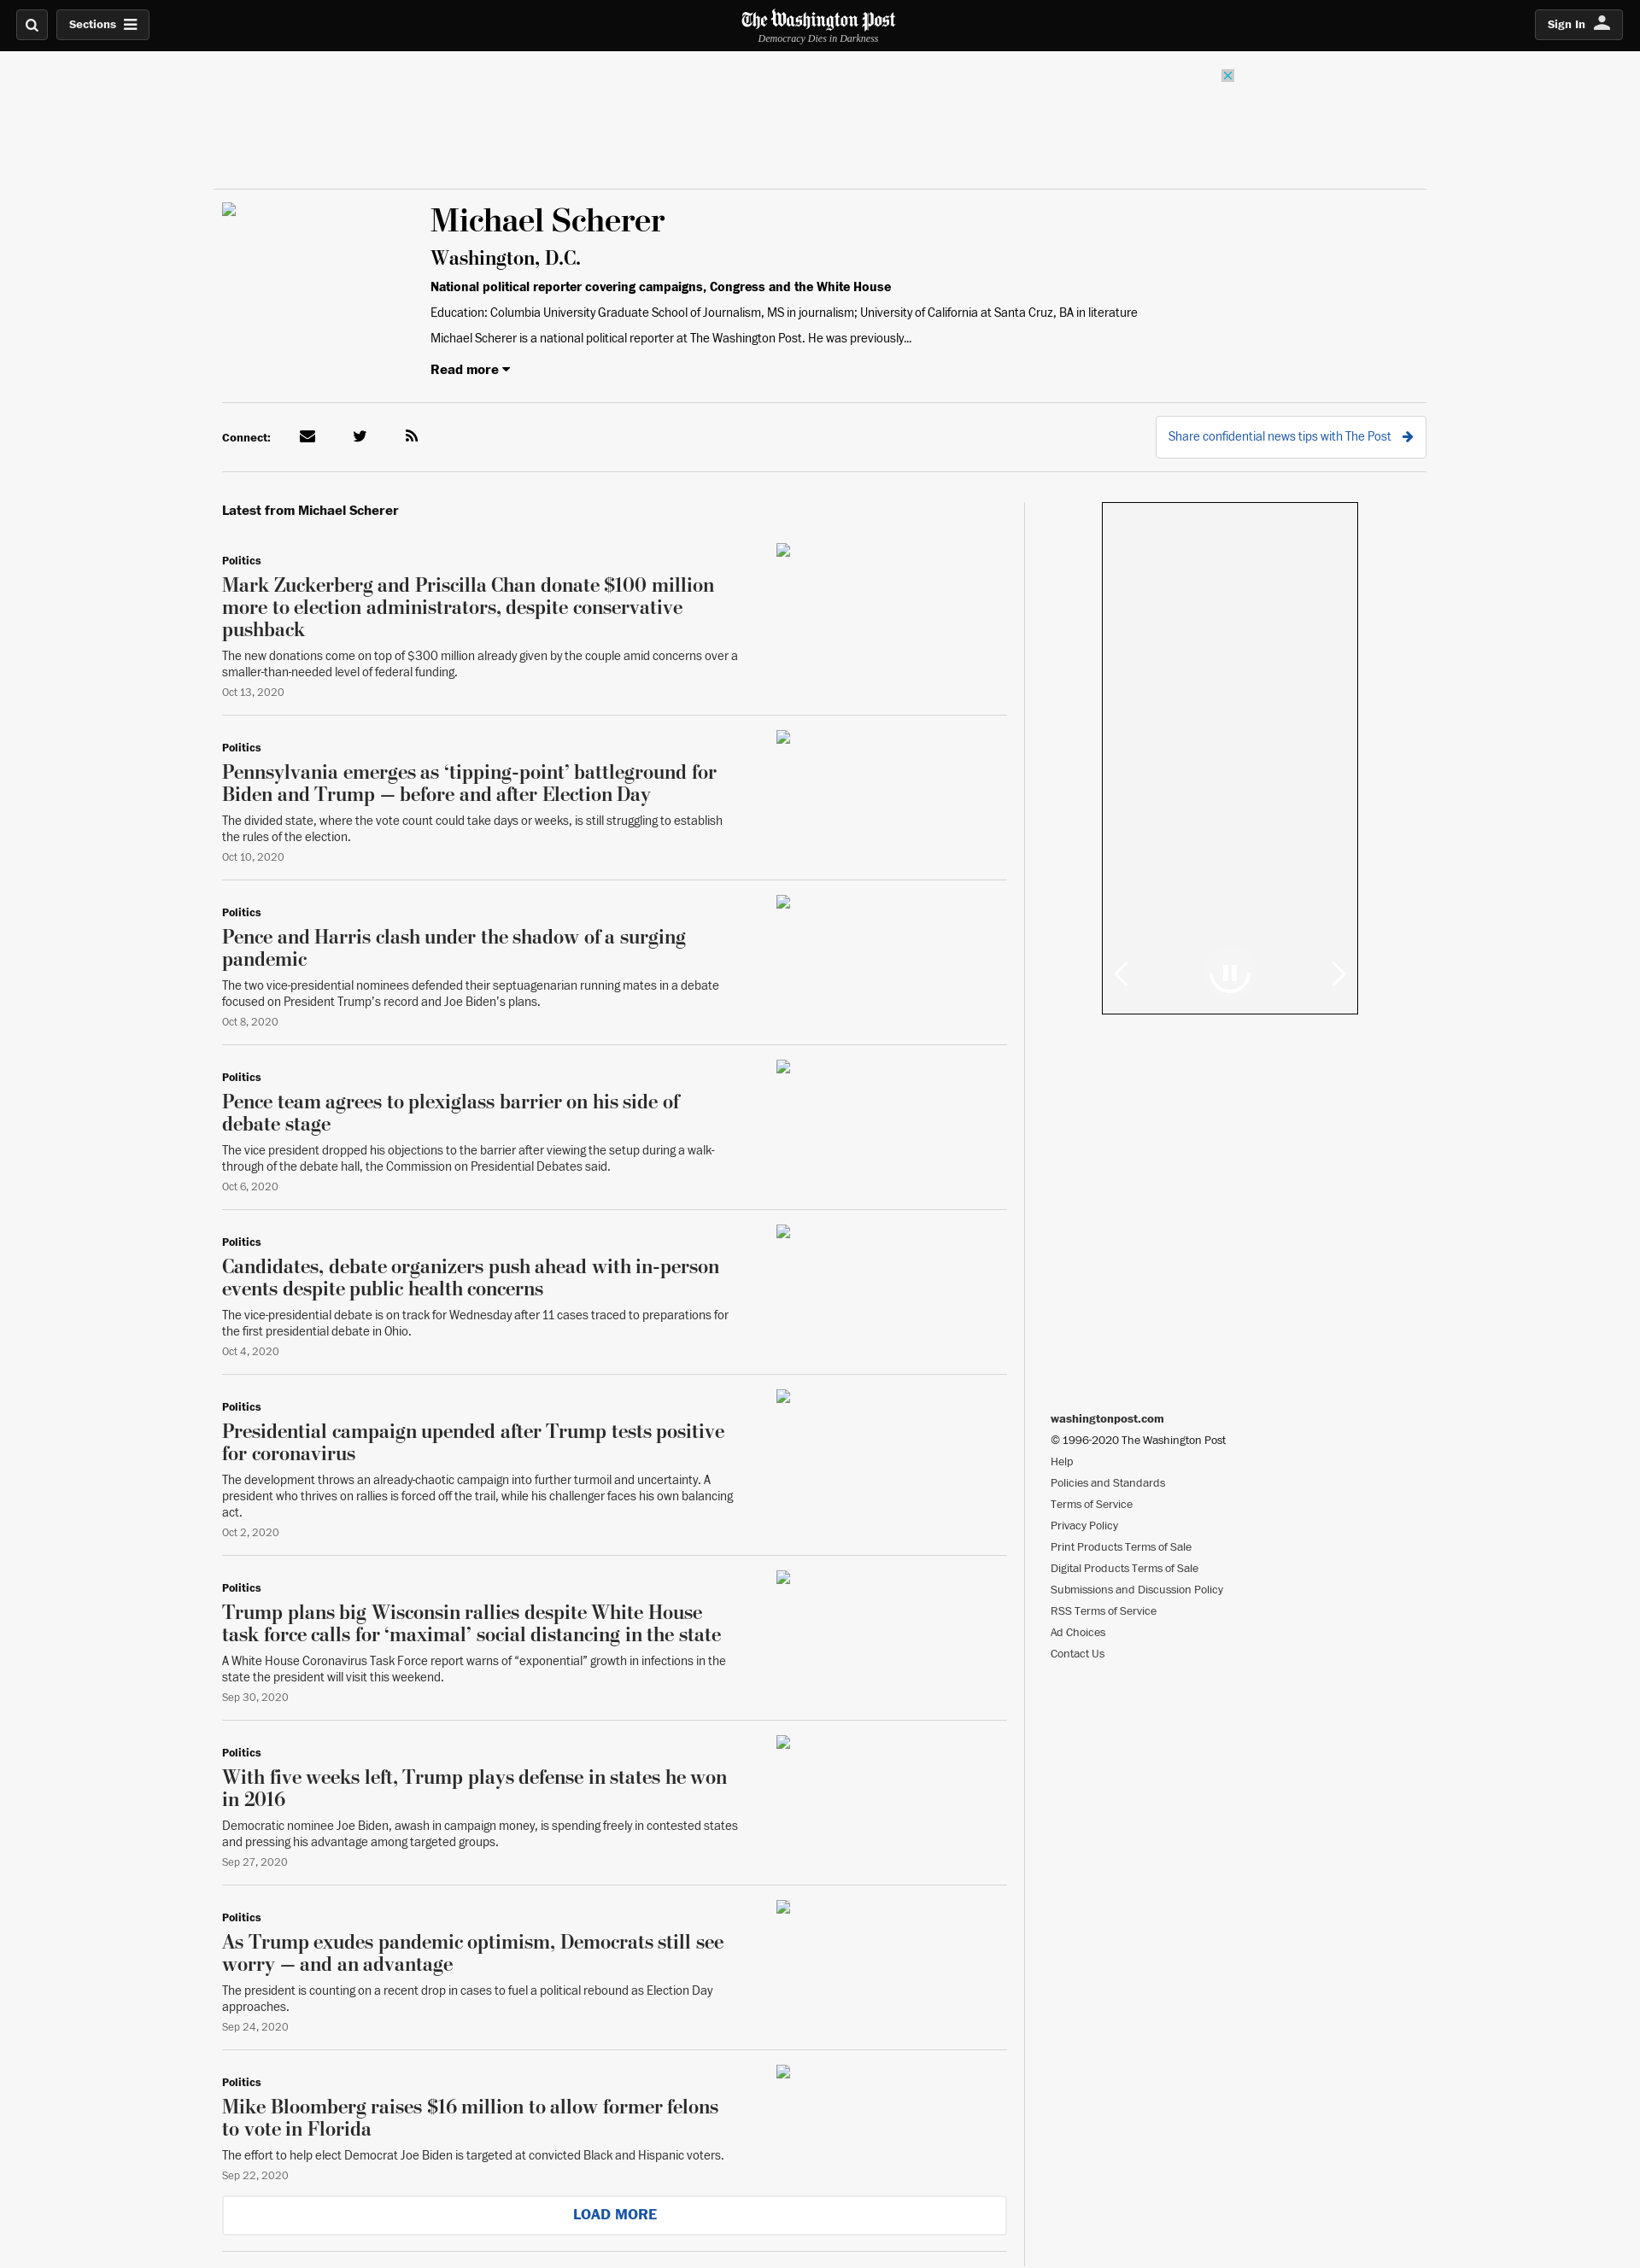 Sections
The Washington Post
Democracy Dies in Darkness
Sign In
Michael Scherer
Washington, D.C.
National political reporter covering campaigns, Congress and the White House
Education: Columbia University Graduate School of Journalism, MS in journalism; University of California at Santa Cruz, BA in literature
Michael Scherer is a national political reporter at The Washington Post. He was previously...
Read more
Connect:
Share confidential news tips with The Post
Latest from Michael Scherer
Politics
Mark Zuckerberg and Priscilla Chan donate $100 million
more to election administrators, despite conservative
pushback
The new donations come on top of $300 million already given by the couple amid concerns over a
smaller-than-needed level of federal funding.
Oct 13, 2020
Politics
Pennsylvania emerges as ‘tipping-point’ battleground for
Biden and Trump — before and after Election Day
The divided state, where the vote count could take days or weeks, is still struggling to establish
the rules of the election.
Oct 10, 2020
Politics
Pence and Harris clash under the shadow of a surging
pandemic
The two vice-presidential nominees defended their septuagenarian running mates in a debate
focused on President Trump’s record and Joe Biden’s plans.
Oct 8, 2020
Politics
Pence team agrees to plexiglass barrier on his side of
debate stage
The vice president dropped his objections to the barrier after viewing the setup during a walk-
through of the debate hall, the Commission on Presidential Debates said.
Oct 6, 2020
Politics
Candidates, debate organizers push ahead with in-person
events despite public health concerns
The vice-presidential debate is on track for Wednesday after 11 cases traced to preparations for
the first presidential debate in Ohio.
Oct 4, 2020
Politics
Presidential campaign upended after Trump tests positive
for coronavirus
The development throws an already-chaotic campaign into further turmoil and uncertainty. A
president who thrives on rallies is forced off the trail, while his challenger faces his own balancing
act.
Oct 2, 2020
Politics
Trump plans big Wisconsin rallies despite White House
task force calls for ‘maximal’ social distancing in the state
A White House Coronavirus Task Force report warns of “exponential” growth in infections in the
state the president will visit this weekend.
Sep 30, 2020
Politics
With five weeks left, Trump plays defense in states he won
in 2016
Democratic nominee Joe Biden, awash in campaign money, is spending freely in contested states
and pressing his advantage among targeted groups.
Sep 27, 2020
Politics
As Trump exudes pandemic optimism, Democrats still see
worry — and an advantage
The president is counting on a recent drop in cases to fuel a political rebound as Election Day
approaches.
Sep 24, 2020
Politics
Mike Bloomberg raises $16 million to allow former felons
to vote in Florida
The effort to help elect Democrat Joe Biden is targeted at convicted Black and Hispanic voters.
Sep 22, 2020
LOAD MORE
washingtonpost.com
© 1996-2020 The Washington Post
Help
Policies and Standards
Terms of Service
Privacy Policy
Print Products Terms of Sale
Digital Products Terms of Sale
Submissions and Discussion Policy
RSS Terms of Service
Ad Choices
Contact Us